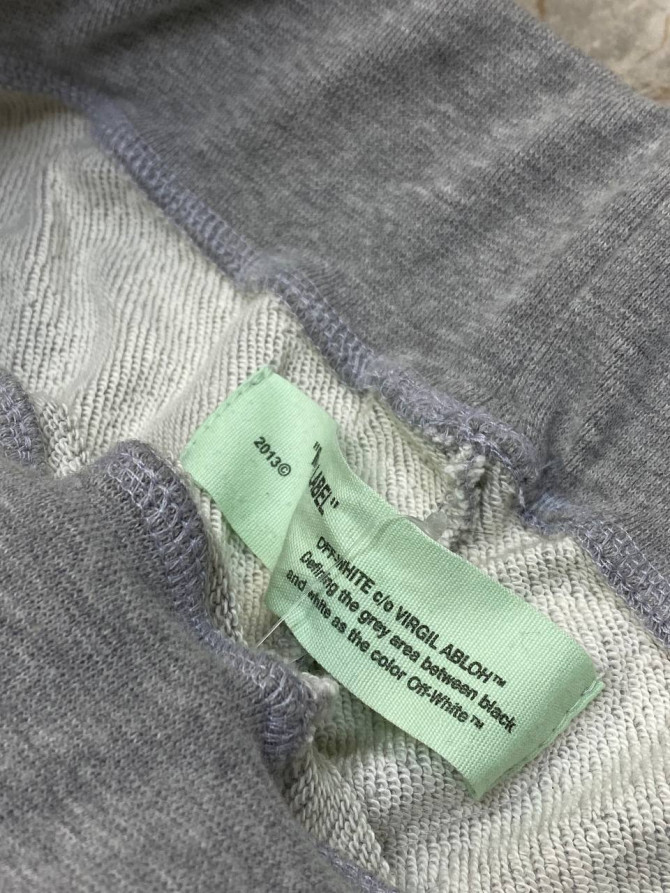 2013©
LABEL"
OFF-WHITE c/o VIRGIL ABLOH™
Defining the grey area between black
and white as the color Off-White™